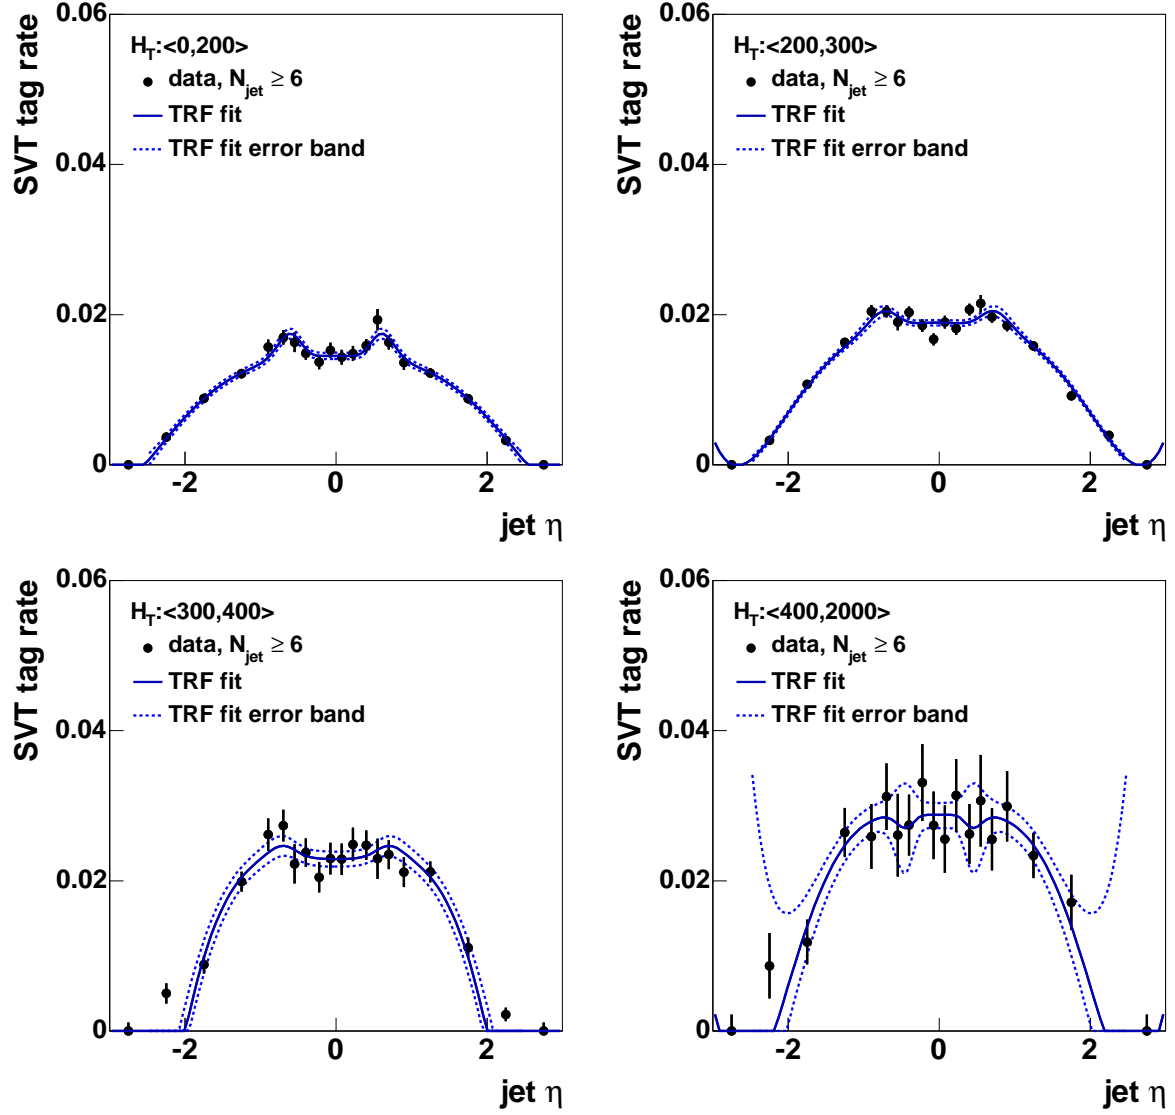 SVT tag rate
0.06
0.04
0.02
0
H_T:<0,200>
data, N_jet ≥ 6
TRF fit
TRF fit error band
-2 0 2
jet η
SVT tag rate
0.06
0.04
0.02
0
H_T:<200,300>
data, N_jet ≥ 6
TRF fit
TRF fit error band
-2 0 2
jet η
SVT tag rate
0.06
0.04
0.02
0
H_T:<300,400>
data, N_jet ≥ 6
TRF fit
TRF fit error band
-2 0 2
jet η
SVT tag rate
0.06
0.04
0.02
0
H_T:<400,2000>
data, N_jet ≥ 6
TRF fit
TRF fit error band
-2 0 2
jet η